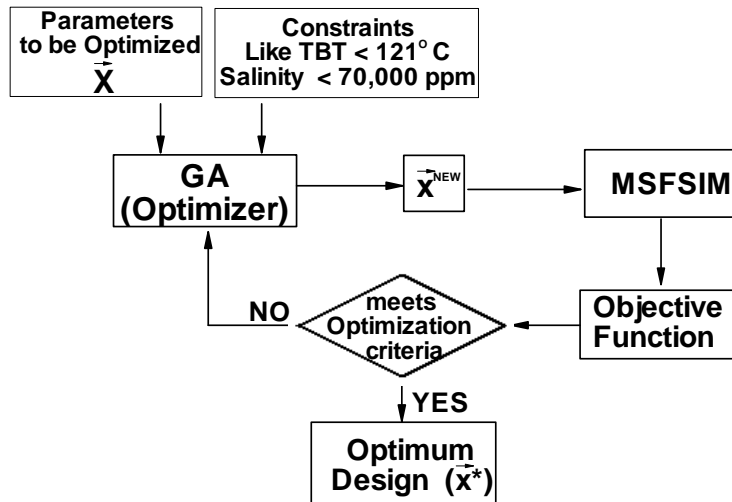 Parameters
to be Optimized
X⃗
Constraints
Like TBT < 121° C
Salinity < 70,000 ppm
GA
(Optimizer)
x⃗ᴺᴱᵂ
MSFSIM
Objective
Function
meets
Optimization
criteria
NO
YES
Optimum
Design (x⃗*)